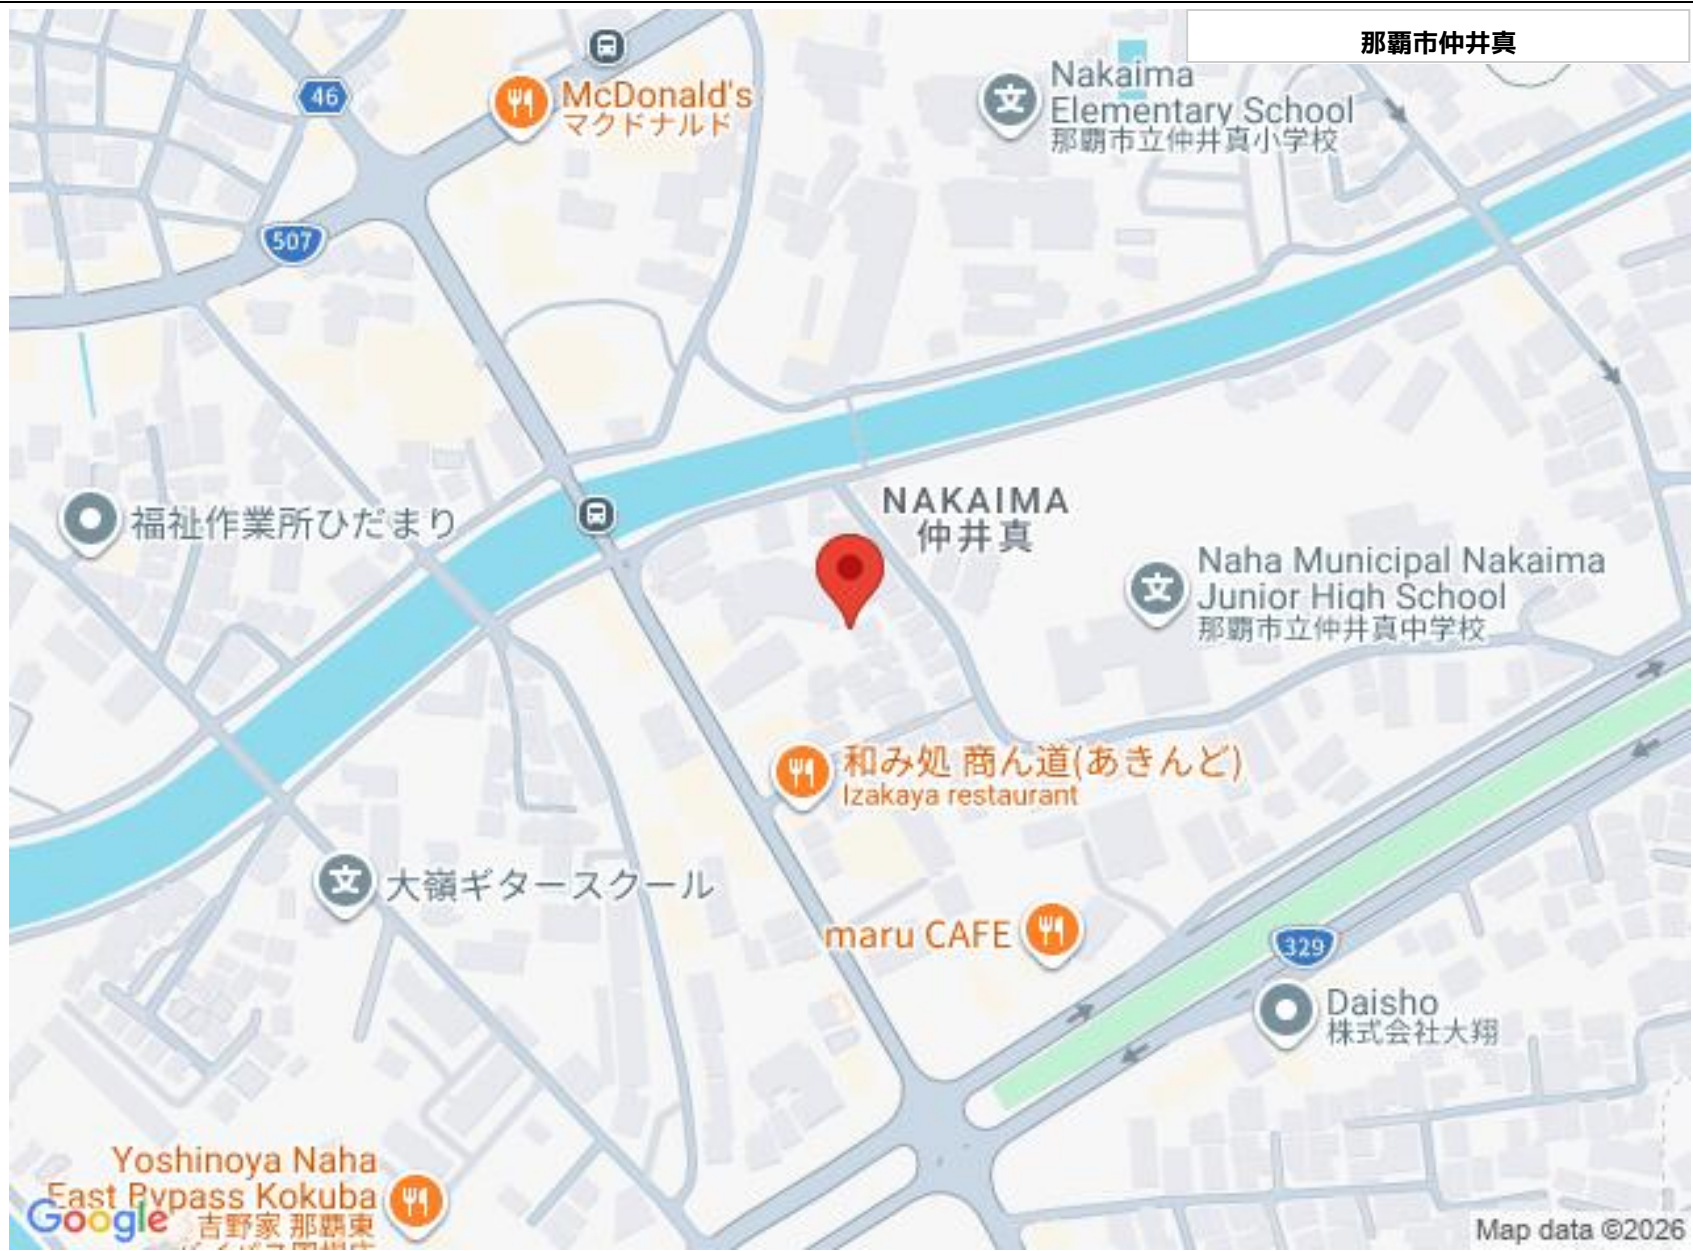 那覇市仲井真
46
McDonald's
マクドナルド
Nakaima
Elementary School
那覇市立仲井真小学校
507
NAKAIMA
仲井真
福祉作業所ひだまり
Naha Municipal Nakaima
Junior High School
那覇市立仲井真中学校
和み処 商ん道(あきんど)
Izakaya restaurant
大嶺ギタースクール
maru CAFE
329
Daisho
株式会社大翔
Yoshinoya Naha
East Bypass Kokuba
吉野家 那覇東
Google
Map data ©2026